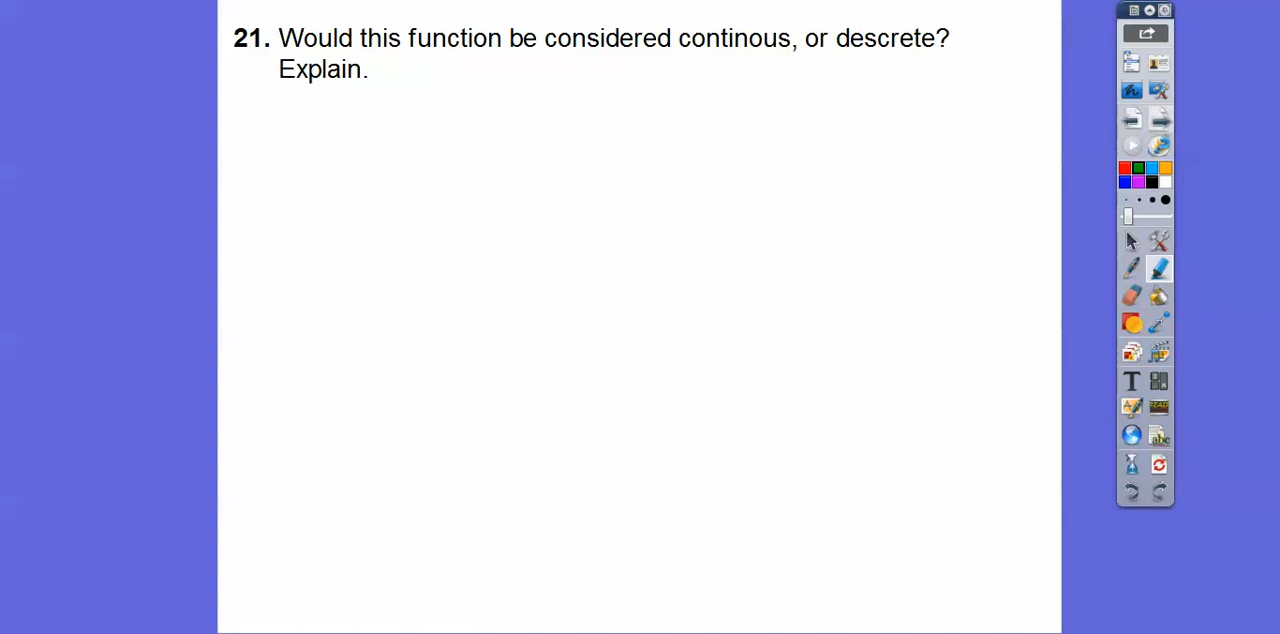 21. Would this function be considered continous, or descrete?
Explain.